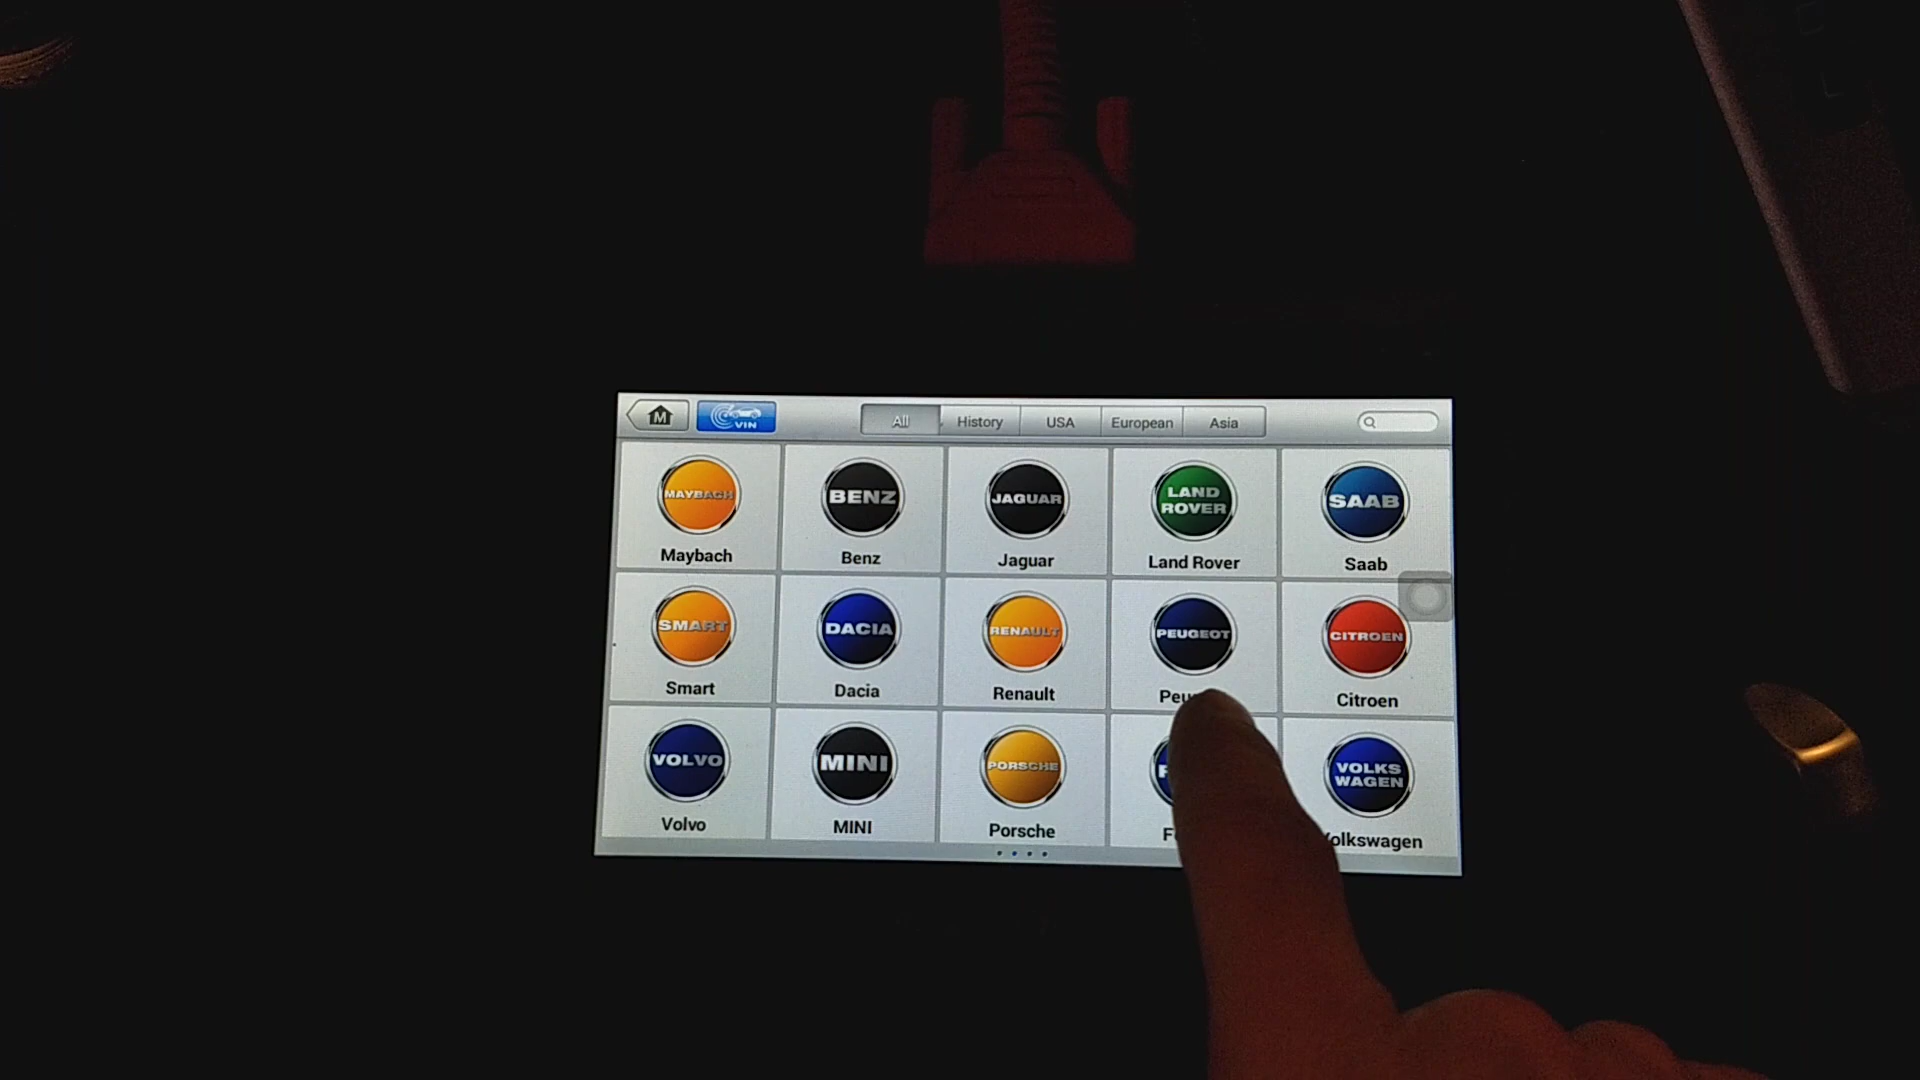 M
VIN
All
History
USA
European
Asia
MAYBACH
BENZ
JAGUAR
LAND
ROVER
SAAB
Maybach
Benz
Jaguar
Land Rover
Saab
SMART
DACIA
RENAULT
PEUGEOT
CITROEN
Smart
Dacia
Renault
Citroen
VOLVO
MINI
PORSCHE
VOLKS
WAGEN
Volvo
MINI
Porsche
olkswagen